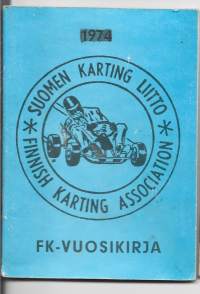 1974
* SUOMEN KARTING LIITTO *
FINNISH KARTING ASSOCIATION
FK-VUOSIKIRJA